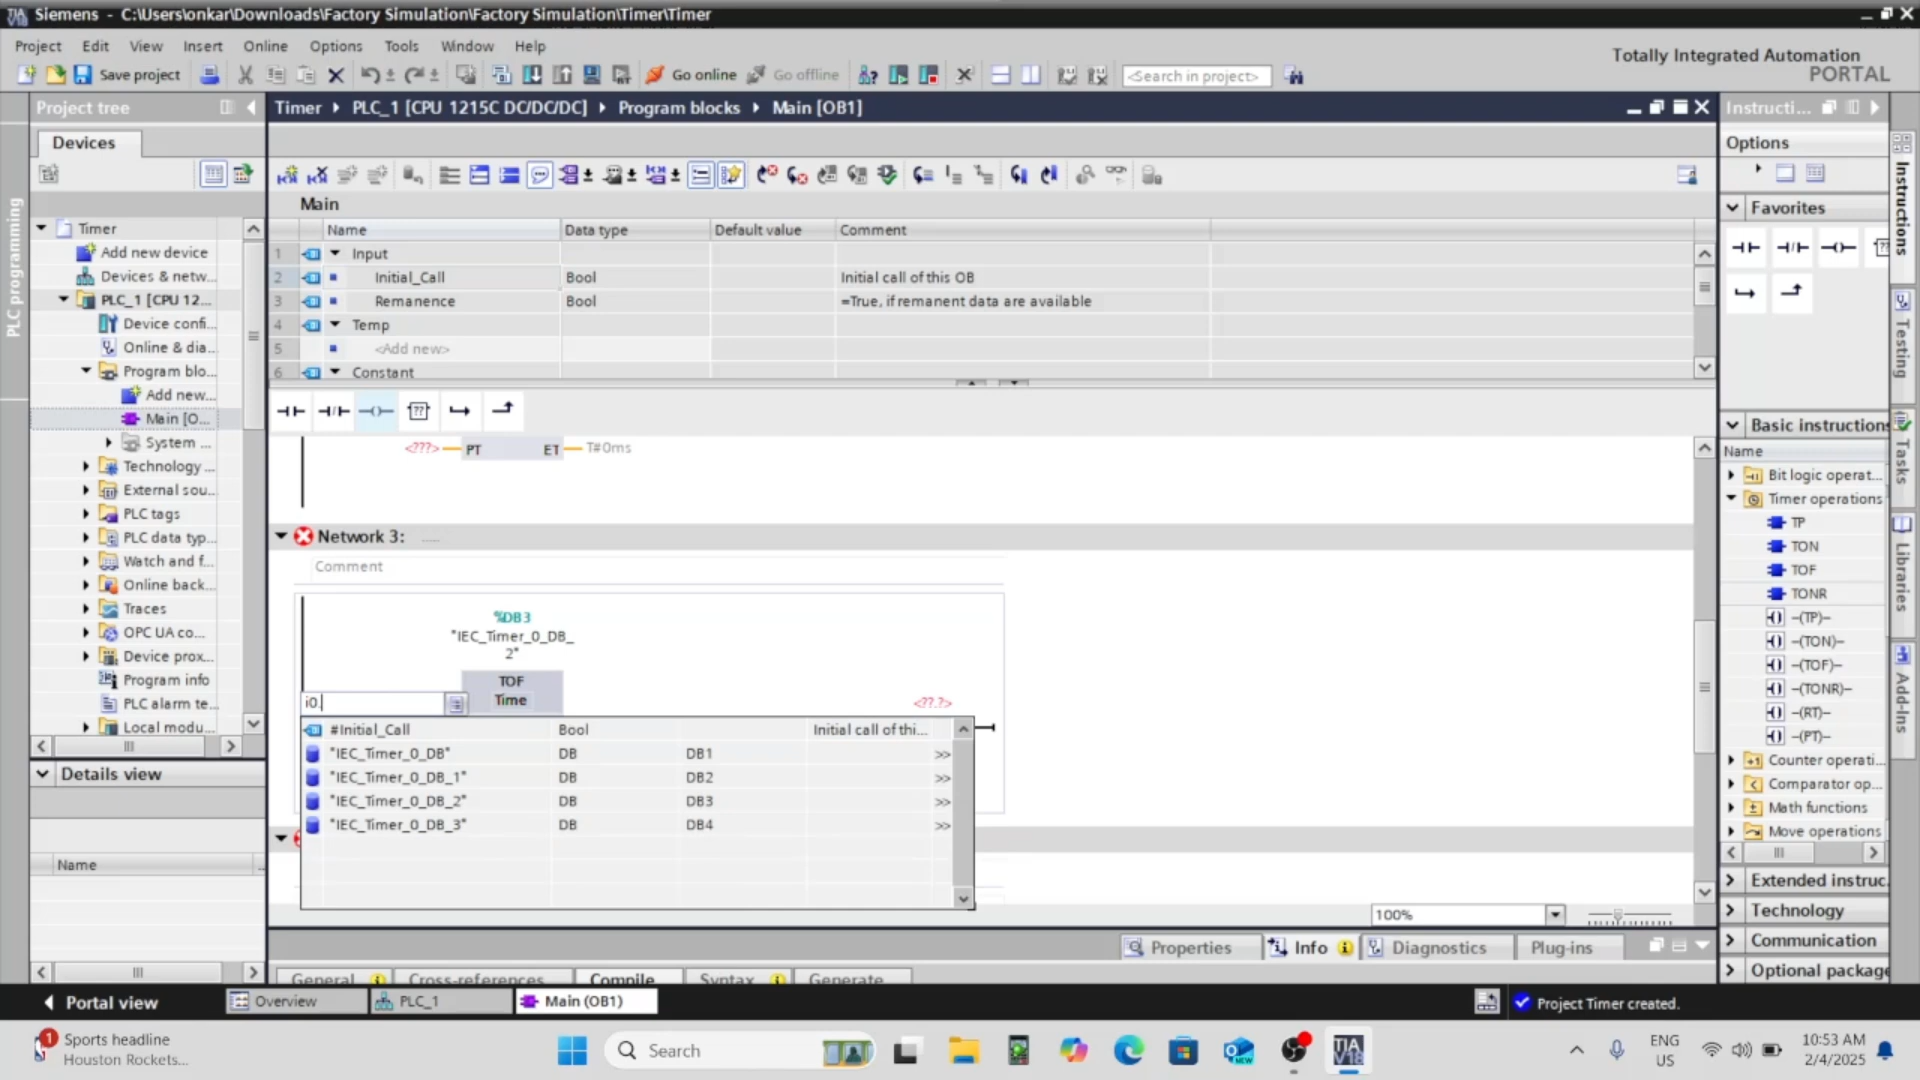 Siemens - C:\Users\onkar\Downloads\Factory Simulation\Factory Simulation\Timer\Timer
Project Edit View Insert Online Options Tools Window Help
Totally Integrated Automation
PORTAL
Save project
Go online
Go offline
<Search in project>
Project tree
Timer PLC_1 [CPU 1215C DC/DC/DC] Program blocks Main [OB1]
Instructi...
Devices
Options
PLC programming
Main
Name Data type Default value Comment
1 Input
2 Initial_Call Bool Initial call of this OB
3 Remanence Bool =True, if remanent data are available
4 Temp
5 <Add new>
6 Constant
Timer
Add new device
Devices & netw...
PLC_1 [CPU 12...
Device confi...
Online & dia...
Program blo...
Add new...
Main [O...
System ...
Technology ...
External sou...
PLC tags
PLC data typ...
Watch and f...
Online back...
Traces
OPC UA co...
Device prox...
Program info
PLC alarm te...
Local modu...
Details view
Name
<???> PT ET T#0ms
Network 3: .....
Comment
%DB3
"IEC_Timer_0_DB_
2"
TOF
Time
i0.
<??.?>
#Initial_Call Bool Initial call of thi...
"IEC_Timer_0_DB" DB DB1 >>
"IEC_Timer_0_DB_1" DB DB2 >>
"IEC_Timer_0_DB_2" DB DB3 >>
"IEC_Timer_0_DB_3" DB DB4 >>
100%
Properties Info Diagnostics Plug-ins
General Cross-references Compile Syntax Generate
Favorites
??
??
Basic instructions
Name
Bit logic operat...
Timer operations
TP
TON
TOF
TONR
-(TP)-
-(TON)-
-(TOF)-
-(TONR)-
-(RT)-
-(PT)-
Counter operati...
Comparator op...
Math functions
Move operations
Extended instruc.
Technology
Communication
Optional package
Instructions
Testing
Tasks
Libraries
Add-Ins
Portal view Overview PLC_1 Main (OB1) Project Timer created.
1 Sports headline
Houston Rockets...
Search
NEW
TIA
V18
ENG
US
10:53 AM
2/4/2025